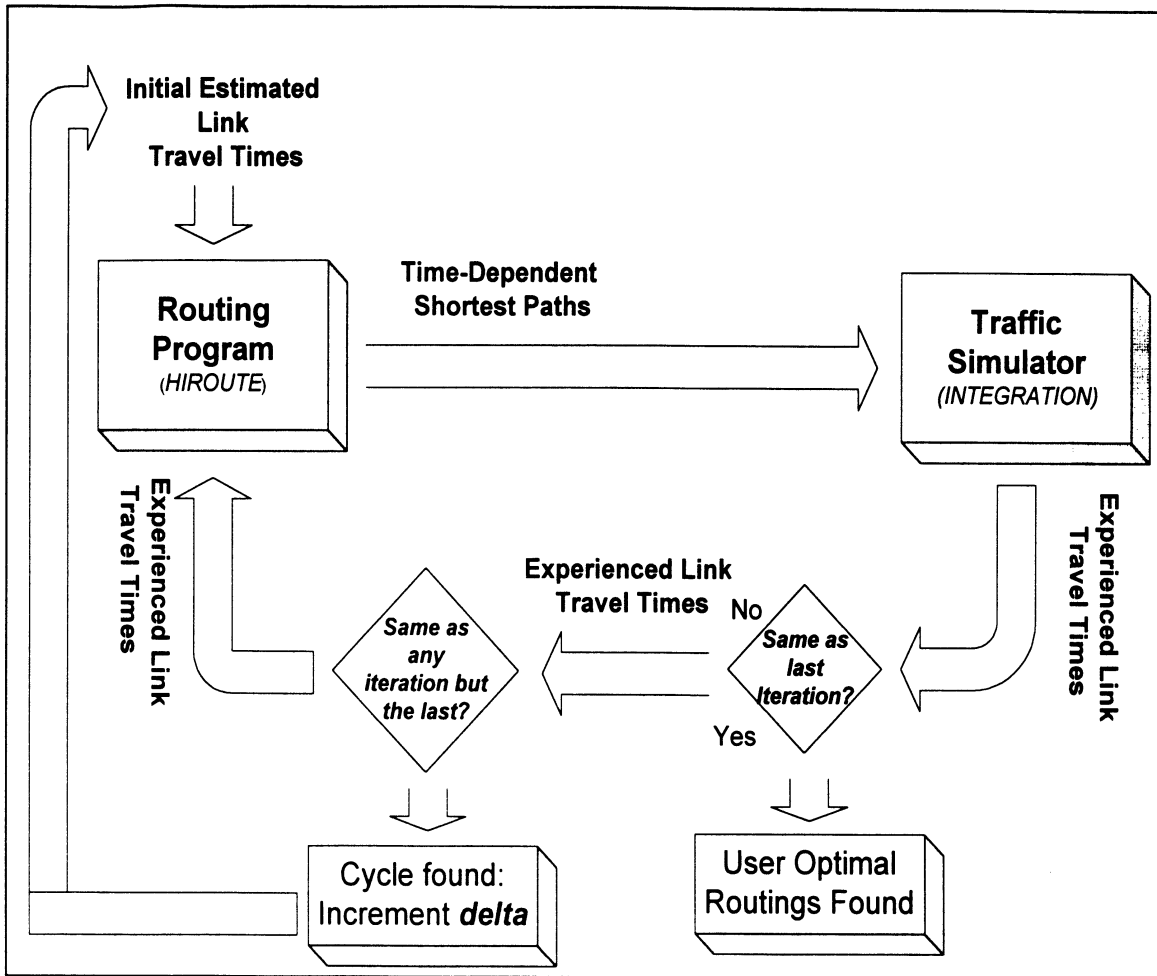 Initial Estimated
Link
Travel Times
Routing
Program
(HIROUTE)
Time-Dependent
Shortest Paths
Traffic
Simulator
(INTEGRATION)
Experienced Link
Travel Times
Experienced Link
Travel Times
No
Same as
last
Iteration?
Yes
Same as
any
iteration but
the last?
Experienced Link
Travel Times
Cycle found:
Increment delta
User Optimal
Routings Found